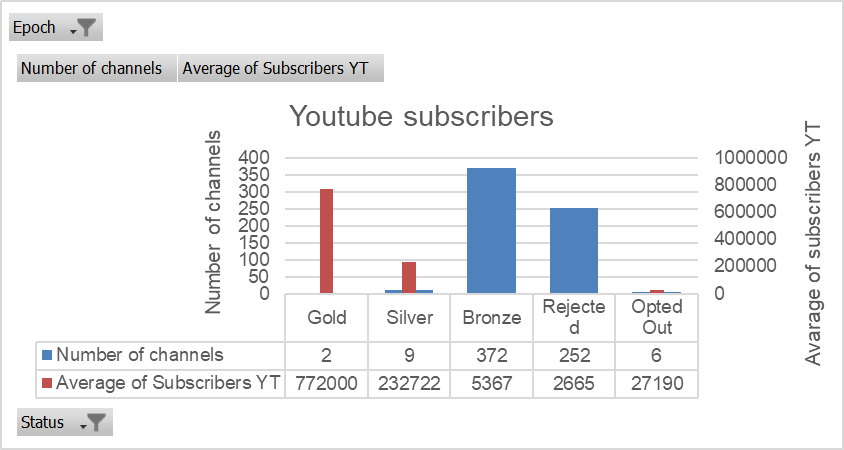 Epoch
Number of channels Average of Subscribers YT
Youtube subscribers
Number of channels
400
350
300
250
200
150
100
50
0
1000000
800000
600000
400000
200000
0
Avarage of subscribers YT
Gold Silver Bronze Rejected Opted Out
Number of channels 2 9 372 252 6
Average of Subscribers YT 772000 232722 5367 2665 27190
Status